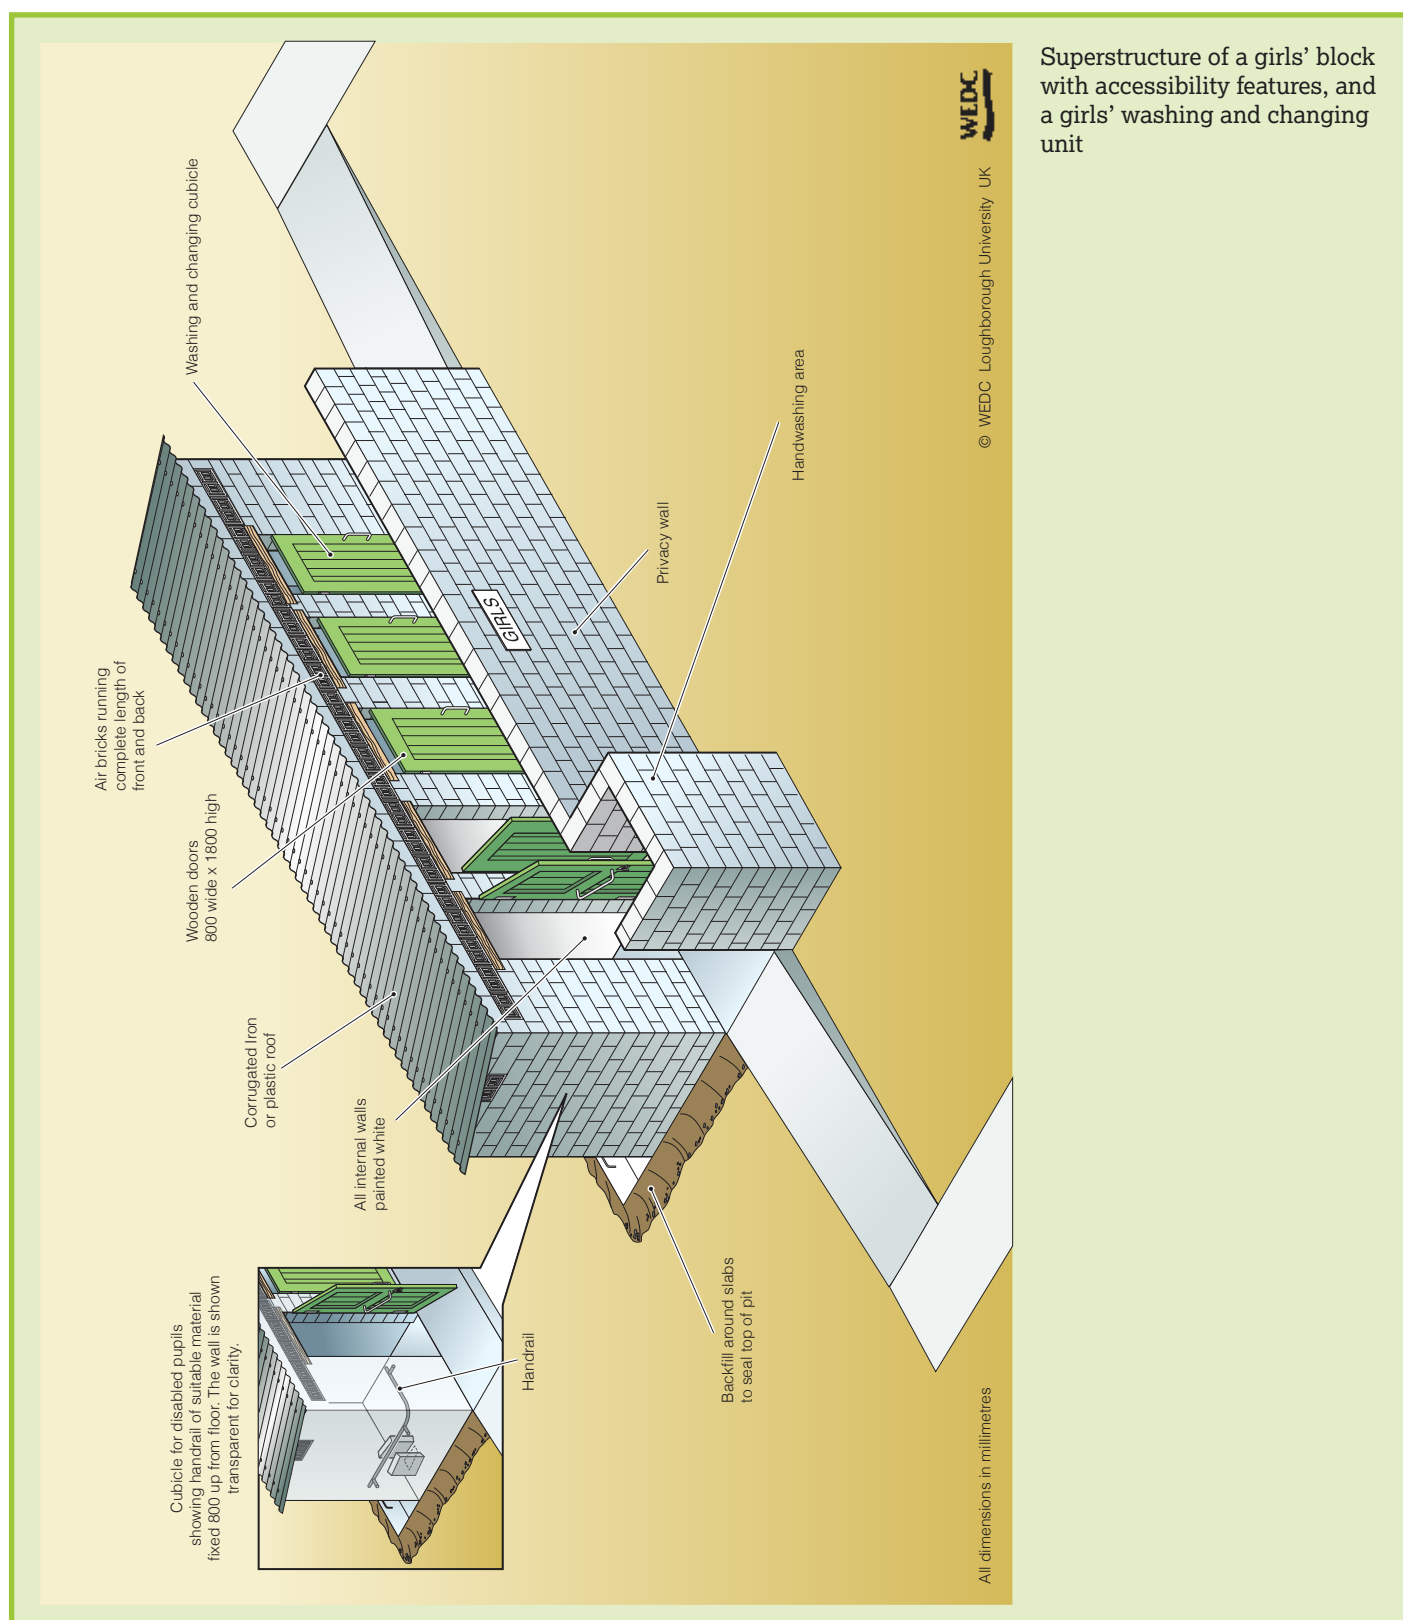 Superstructure of a girls’ block
with accessibility features, and
a girls’ washing and changing
unit
Cubicle for disabled pupils
showing handrail of suitable material
fixed 800 up from floor. The wall is shown
transparent for clarity.
Handrail
All internal walls
painted white
Corrugated Iron
or plastic roof
Wooden doors
800 wide x 1800 high
Air bricks running
complete length of
front and back
Washing and changing cubicle
GIRLS
Privacy wall
Handwashing area
Backfill around slabs
to seal top of pit
All dimensions in millimetres
© WEDC Loughborough University UK
WEDC